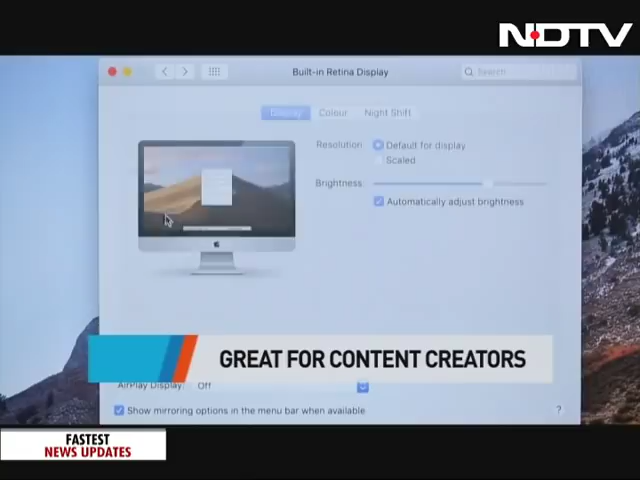 NDTV
Built-in Retina Display
Search
Display
Colour
Night Shift
Resolution:
Default for display
Scaled
Brightness:
Automatically adjust brightness
GREAT FOR CONTENT CREATORS
AirPlay Display:
Off
Show mirroring options in the menu bar when available
?
FASTEST
NEWS UPDATES